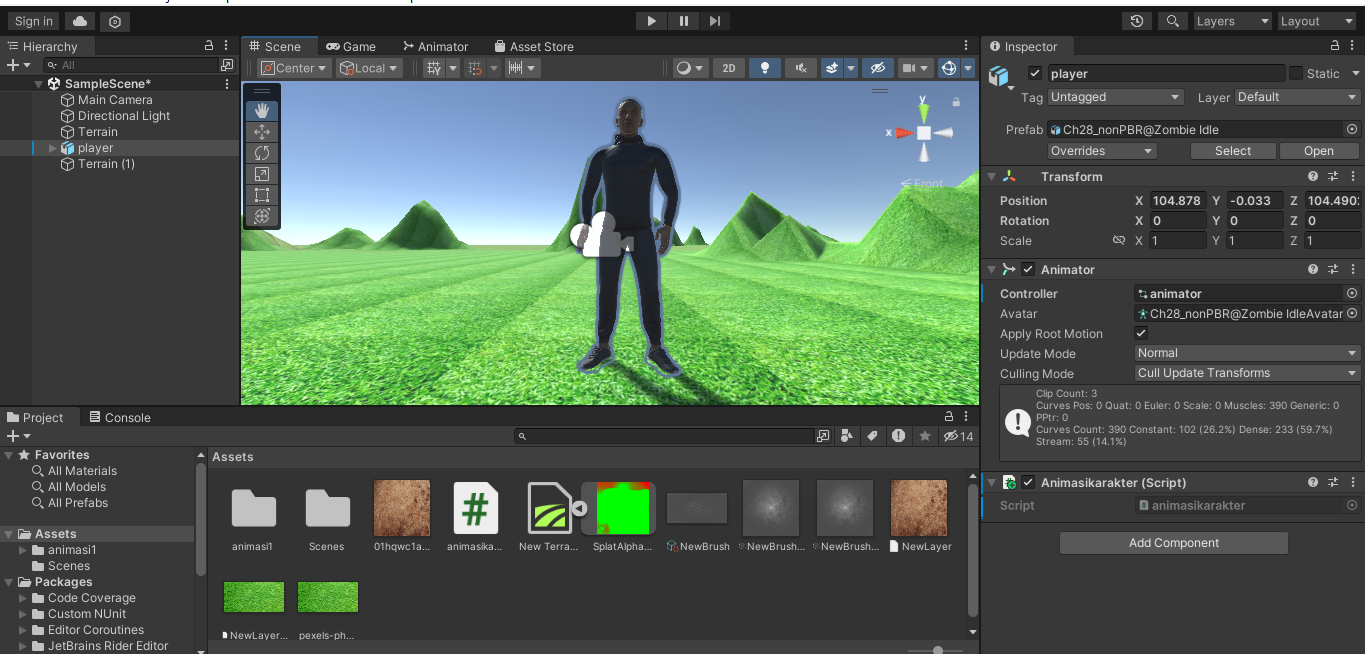 Sign in
Layers
Layout
Hierarchy
All
SampleScene*
Main Camera
Directional Light
Terrain
player
Terrain (1)
Scene
Game
Animator
Asset Store
Center
Local
2D
y
x
Front
Inspector
player
Static
Tag
Untagged
Layer
Default
Prefab
Ch28_nonPBR@Zombie Idle
Overrides
Select
Open
Transform
Position
X 104.878 Y -0.033 Z 104.490
Rotation
X 0 Y 0 Z 0
Scale
X 1 Y 1 Z 1
Animator
Controller
animator
Avatar
Ch28_nonPBR@Zombie IdleAvatar
Apply Root Motion
Update Mode
Normal
Culling Mode
Cull Update Transforms
Clip Count: 3
Curves Pos: 0 Quat: 0 Euler: 0 Scale: 0 Muscles: 390 Generic: 0
PPtr: 0
Curves Count: 390 Constant: 102 (26.2%) Dense: 233 (59.7%)
Stream: 55 (14.1%)
# Animasikarakter (Script)
Script
animasikarakter
Add Component
Project
Console
14
Favorites
All Materials
All Models
All Prefabs
Assets
animasi1
Scenes
Packages
Code Coverage
Custom NUnit
Editor Coroutines
JetBrains Rider Editor
Assets
#
animasi1
Scenes
01hqwc1a...
animasika...
New Terra...
SplatAlpha...
NewBrush
NewBrush...
NewBrush...
NewLayer
NewLayer...
pexels-ph...